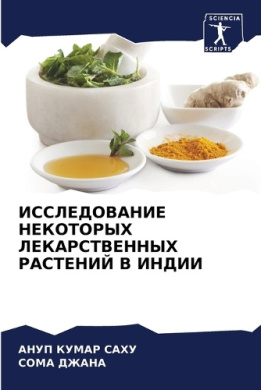 SCIENCIA
SCRIPTS
ИССЛЕДОВАНИЕ
НЕКОТОРЫХ
ЛЕКАРСТВЕННЫХ
РАСТЕНИЙ В ИНДИИ
АНУП КУМАР САХУ
СОМА ДЖАНА